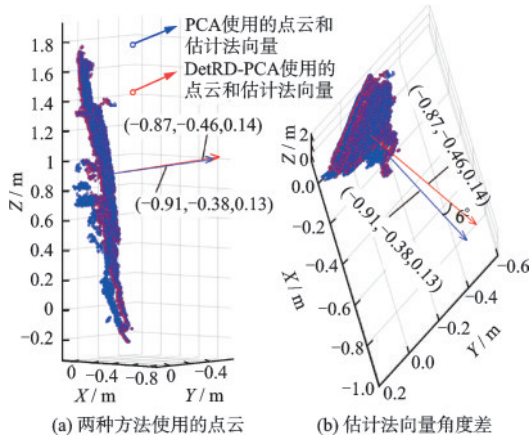 PCA使用的点云和
估计法向量
DetRD-PCA使用的
点云和估计法向量
1.8
1.6
1.4
1.2
1
0.8
0.6
0.4
0.2
0
-0.2
Z / m
(-0.87,-0.46,0.14)
(-0.91,-0.38,0.13)
0 -0.4 -0.8 0 -0.4
X / m Y / m
(a) 两种方法使用的点云
2
1
0
Z / m
0.0
-0.2
-0.4
-0.6
-0.8
-1.0
X / m
(-0.87,-0.46,0.14)
(-0.91,-0.38,0.13)
6°
-0.6
-0.4
-0.2
0.0
0.2
Y / m
(b) 估计法向量角度差